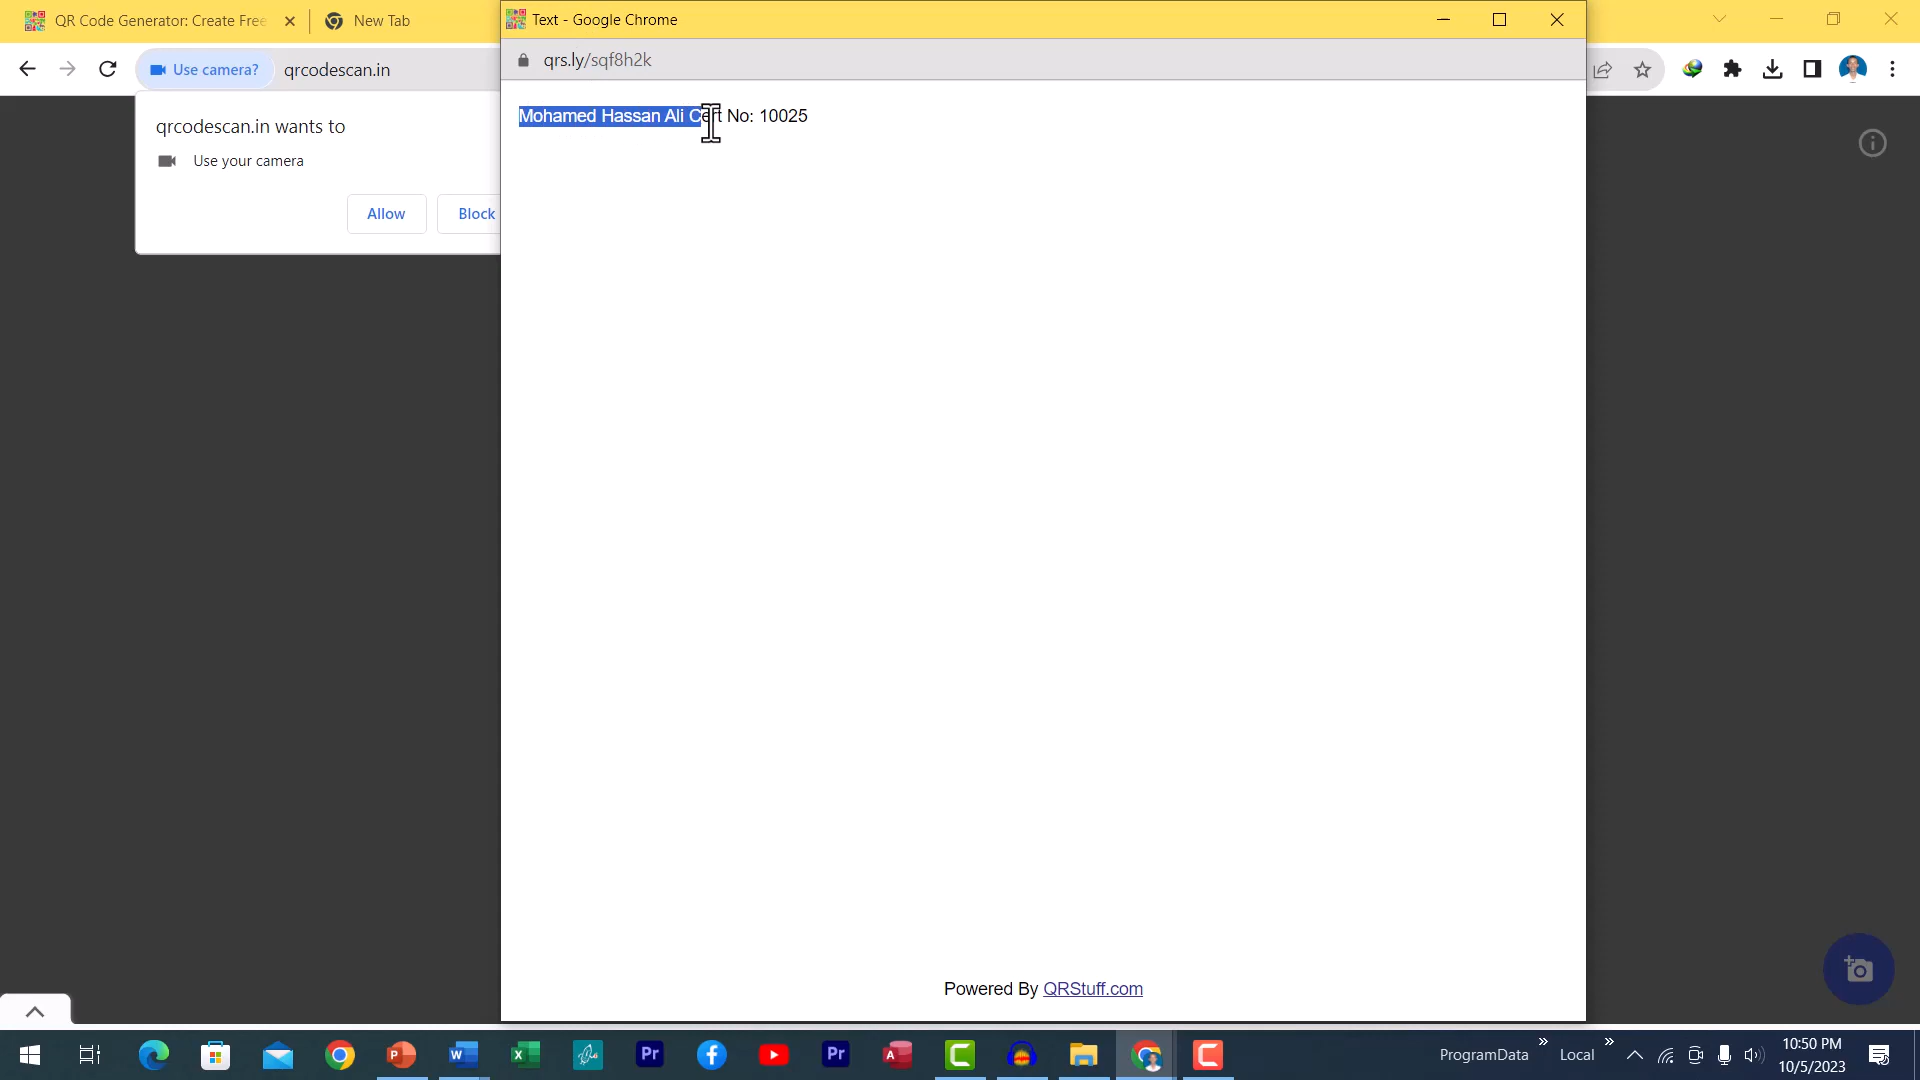 QR Code Generator: Create Free
New Tab
Text - Google Chrome
Use camera?
qrcodescan.in
qrs.ly/sqf8h2k
Mohamed Hassan Ali Cert No: 10025
qrcodescan.in wants to
Use your camera
Allow
Block
Powered By QRStuff.com
ProgramData
Local
10:50 PM
10/5/2023